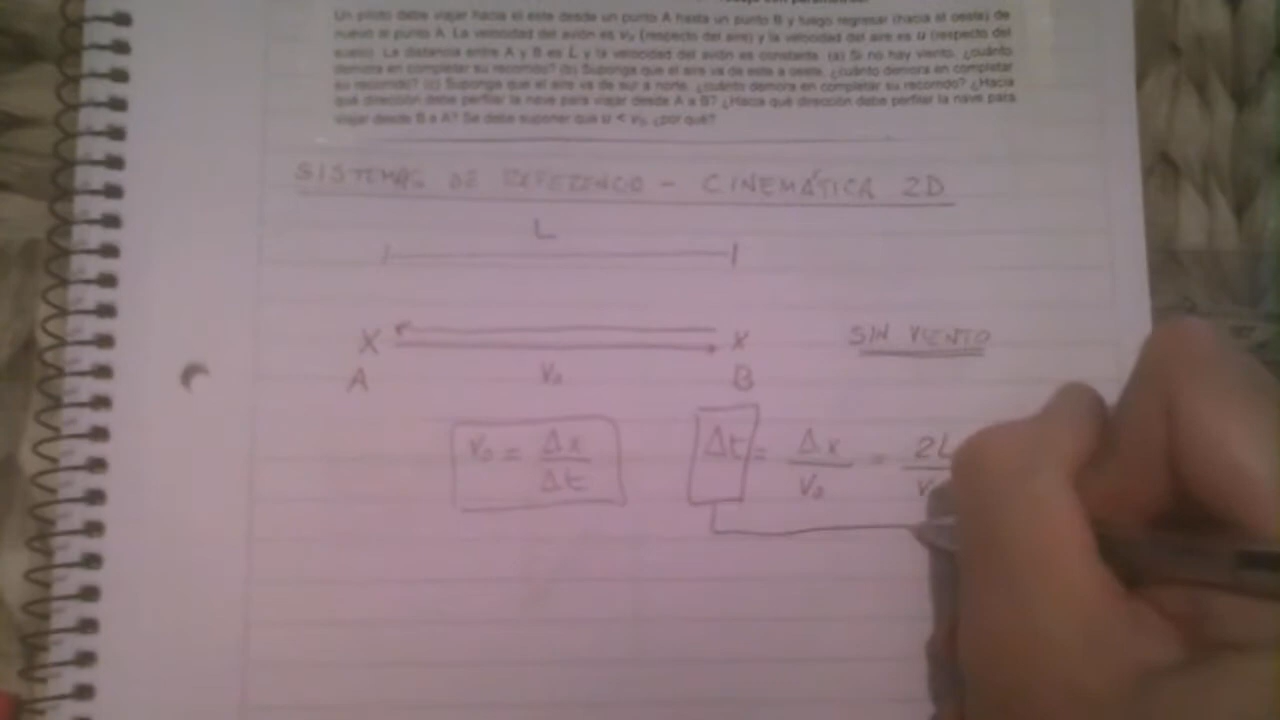 Un piloto debe viajar hacia el este desde un punto A hasta un punto B y luego regresar (hacia el oeste) de
nuevo al punto A. La velocidad del avión es v₀ (respecto del aire) y la velocidad del aire es u (respecto del
suelo). La distancia entre A y B es L y la velocidad del avión es constante. (a) Si no hay viento, ¿cuánto
demora en completar su recorrido? (b) Suponga que el aire va de este a oeste, ¿cuánto demora en completar
su recorrido? (c) Suponga que el aire va de sur a norte, ¿cuánto demora en completar su recorrido? ¿Hacia
qué dirección debe perfilar la nave para viajar desde A a B? ¿Hacia qué dirección debe perfilar la nave para
viajar desde B a A? Se debe suponer que u < v₀, ¿por qué?
SISTEMAS DE REFERENCIA - CINEMÁTICA 2D
L
X X SIN VIENTO
A V₀ B
V₀ = Δx/Δt Δt = Δx/V₀ = 2L/V